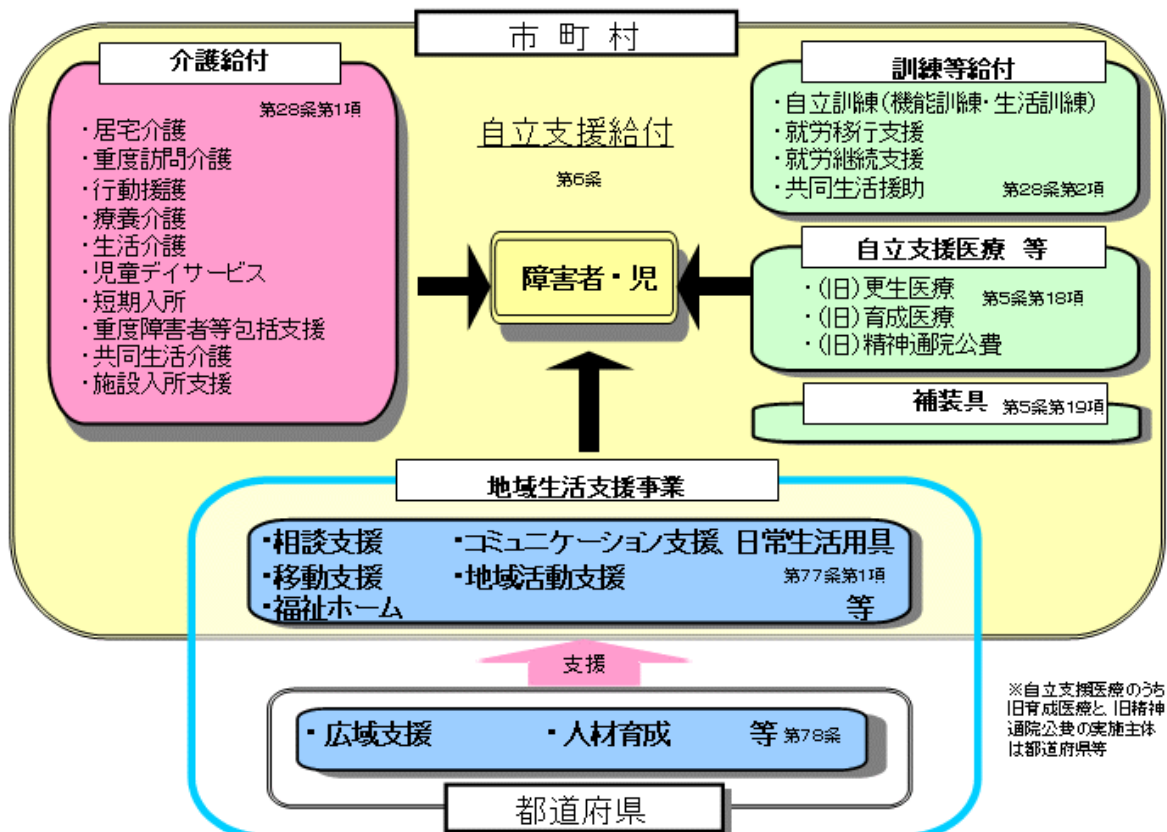 市町村
介護給付
第28条第1項
・居宅介護
・重度訪問介護
・行動援護
・療養介護
・生活介護
・児童デイサービス
・短期入所
・重度障害者等包括支援
・共同生活介護
・施設入所支援
自立支援給付
第6条
障害者・児
訓練等給付
・自立訓練(機能訓練・生活訓練)
・就労移行支援
・就労継続支援
・共同生活援助 第28条第2項
自立支援医療 等
・(旧)更生医療 第5条第18項
・(旧)育成医療
・(旧)精神通院公費
補装具 第5条第19項
地域生活支援事業
・相談支援 ・コミュニケーション支援、日常生活用具
・移動支援 ・地域活動支援 第77条第1項
・福祉ホーム 等
支援
・広域支援 ・人材育成 等 第78条
都道府県
※自立支援医療のうち
旧育成医療と、旧精神
通院公費の実施主体
は都道府県等